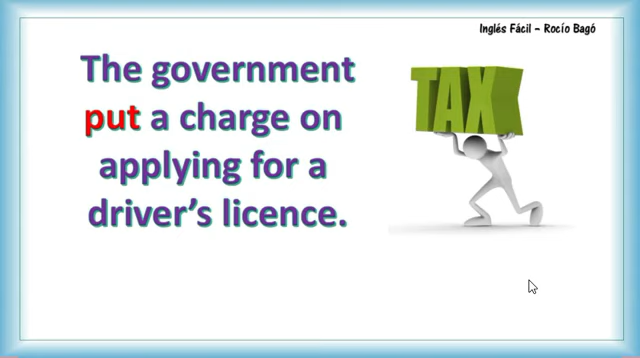 Inglés Fácil – Rocío Bagó
The government
put a charge on
applying for a
driver's licence.
TAX